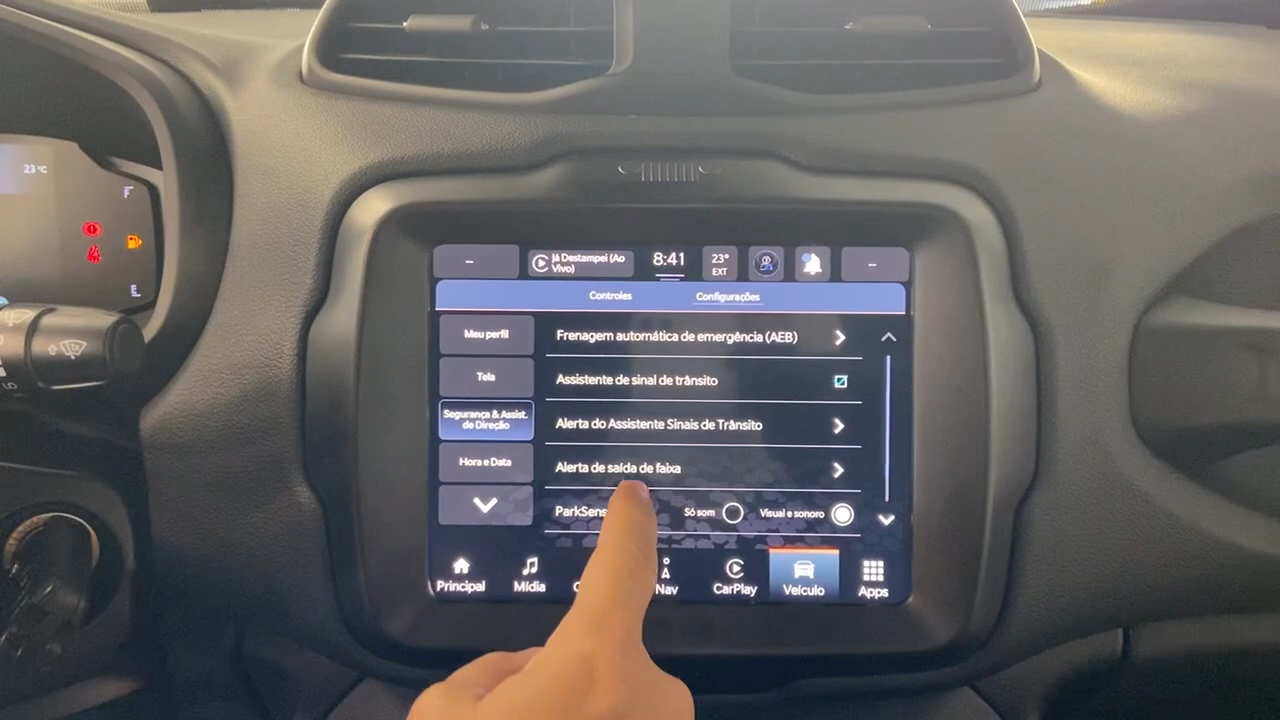 23 °C
F
E
LO
--
Já Destampei (Ao
Vivo)
8:41
23°
EXT
--
Controles
Configurações
Meu perfil
Tela
Segurança & Assist.
de Direção
Hora e Data
Frenagem automática de emergência (AEB)
Assistente de sinal de trânsito
Alerta do Assistente Sinais de Trânsito
Alerta de saída de faixa
ParkSens
Só som
Visual e sonoro
Principal
Mídia
Nav
CarPlay
Veículo
Apps